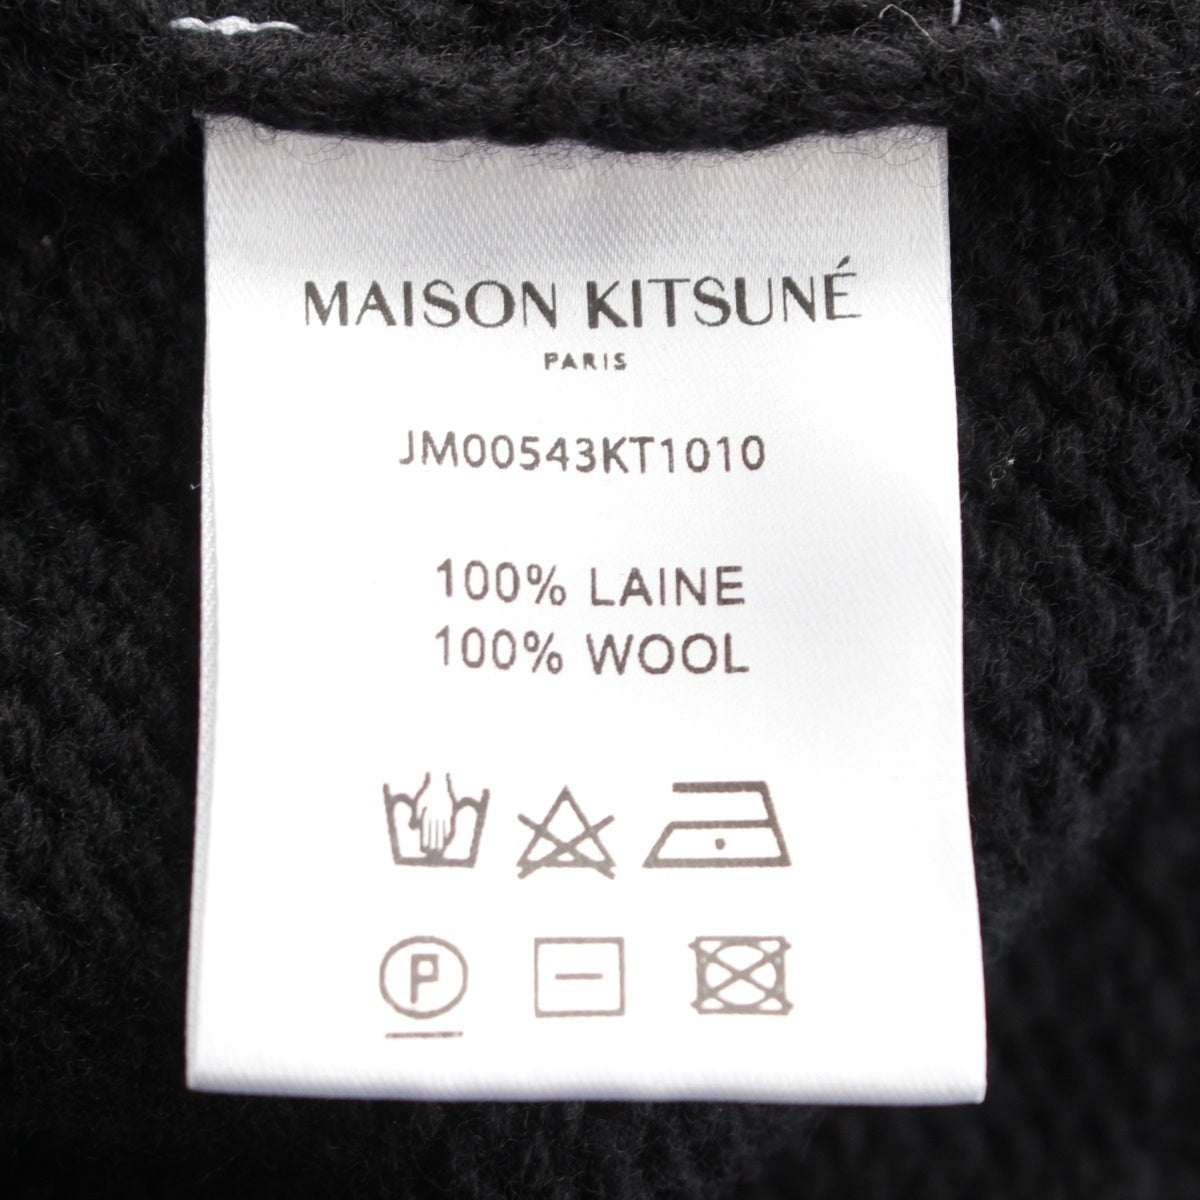 MAISON KITSUNÉ
PARIS
JM00543KT1010
100% LAINE
100% WOOL
P